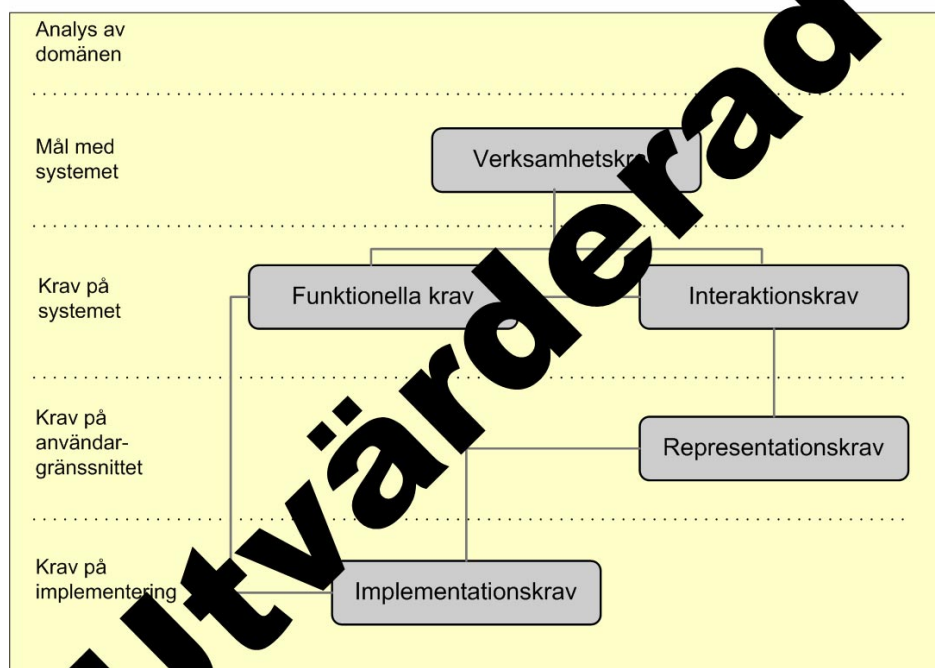 Analys av
domänen
Mål med
systemet
Verksamhetskrav
Krav på
systemet
Funktionella krav
Interaktionskrav
Krav på
användar-
gränssnittet
Representationskrav
Krav på
implementering
Implementationskrav
Utvärderad